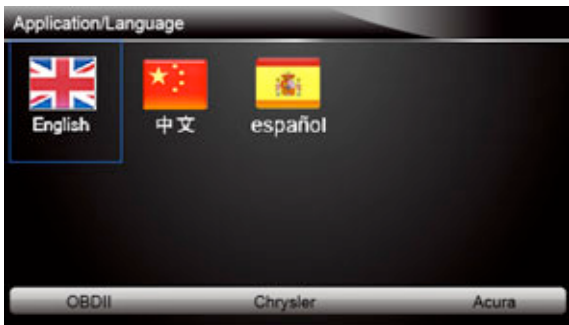 Application/Language
English 中文 español
OBDII Chrysler Acura